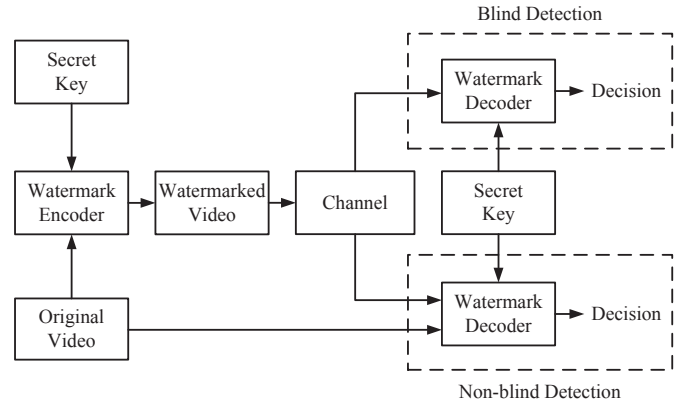 Blind Detection
Secret
Key
Watermark
Decoder
Decision
Watermark
Encoder
Watermarked
Video
Channel
Secret
Key
Original
Video
Watermark
Decoder
Decision
Non-blind Detection